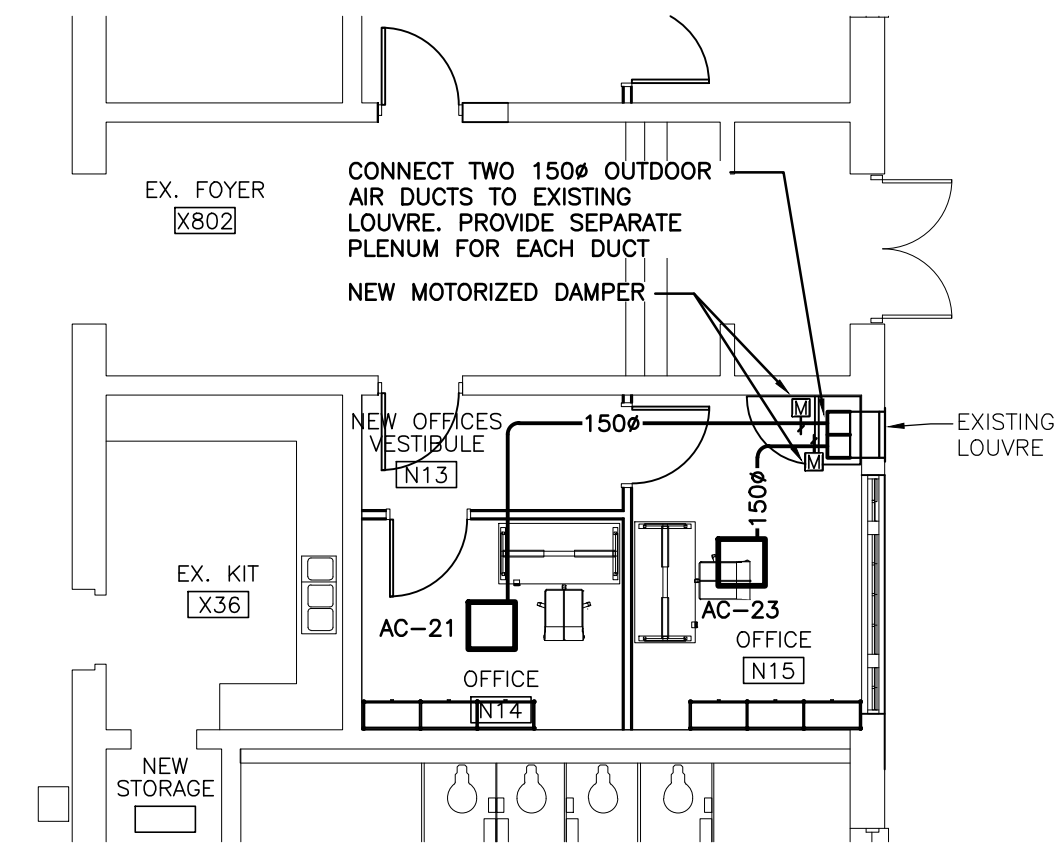 EX. FOYER
X802
CONNECT TWO 150ø OUTDOOR
AIR DUCTS TO EXISTING
LOUVRE. PROVIDE SEPARATE
PLENUM FOR EACH DUCT
NEW MOTORIZED DAMPER
NEW OFFICES
VESTIBULE
N13
150ø
M
M
EXISTING
LOUVRE
150ø
EX. KIT
X36
AC-21
OFFICE
N14
AC-23
OFFICE
N15
NEW
STORAGE